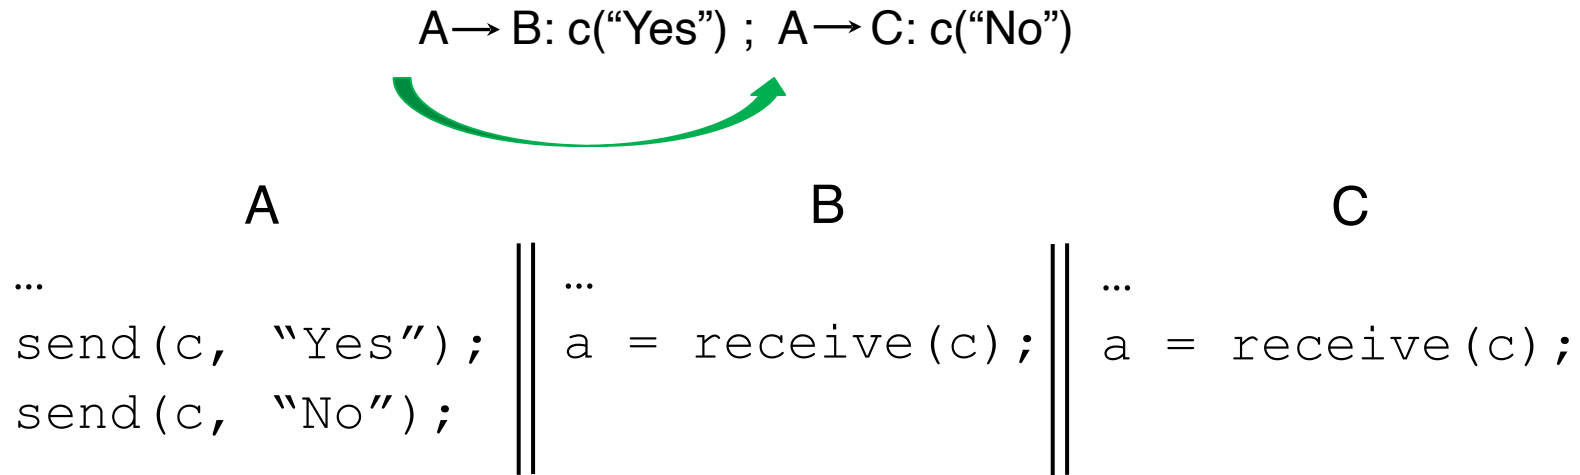 A→B: c(“Yes”) ; A→C: c(“No”)
A
B
C
…
send(c, “Yes”);
send(c, “No”);
…
a = receive(c);
…
a = receive(c);